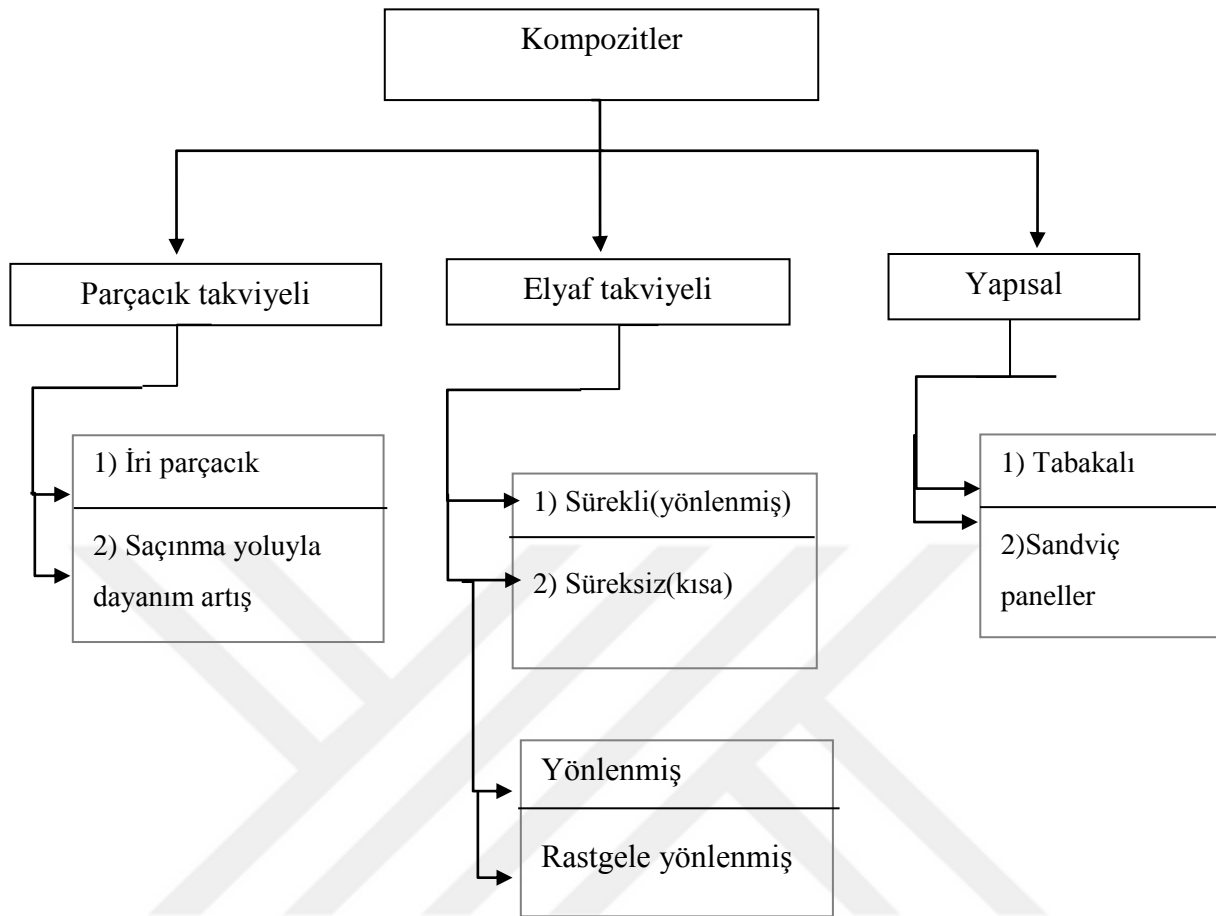 Kompozitler
Parçacık takviyeli
Elyaf takviyeli
Yapısal
1) İri parçacık
2) Saçınma yoluyla
dayanım artış
1) Sürekli(yönlenmiş)
2) Süreksiz(kısa)
1) Tabakalı
2)Sandviç
paneller
Yönlenmiş
Rastgele yönlenmiş